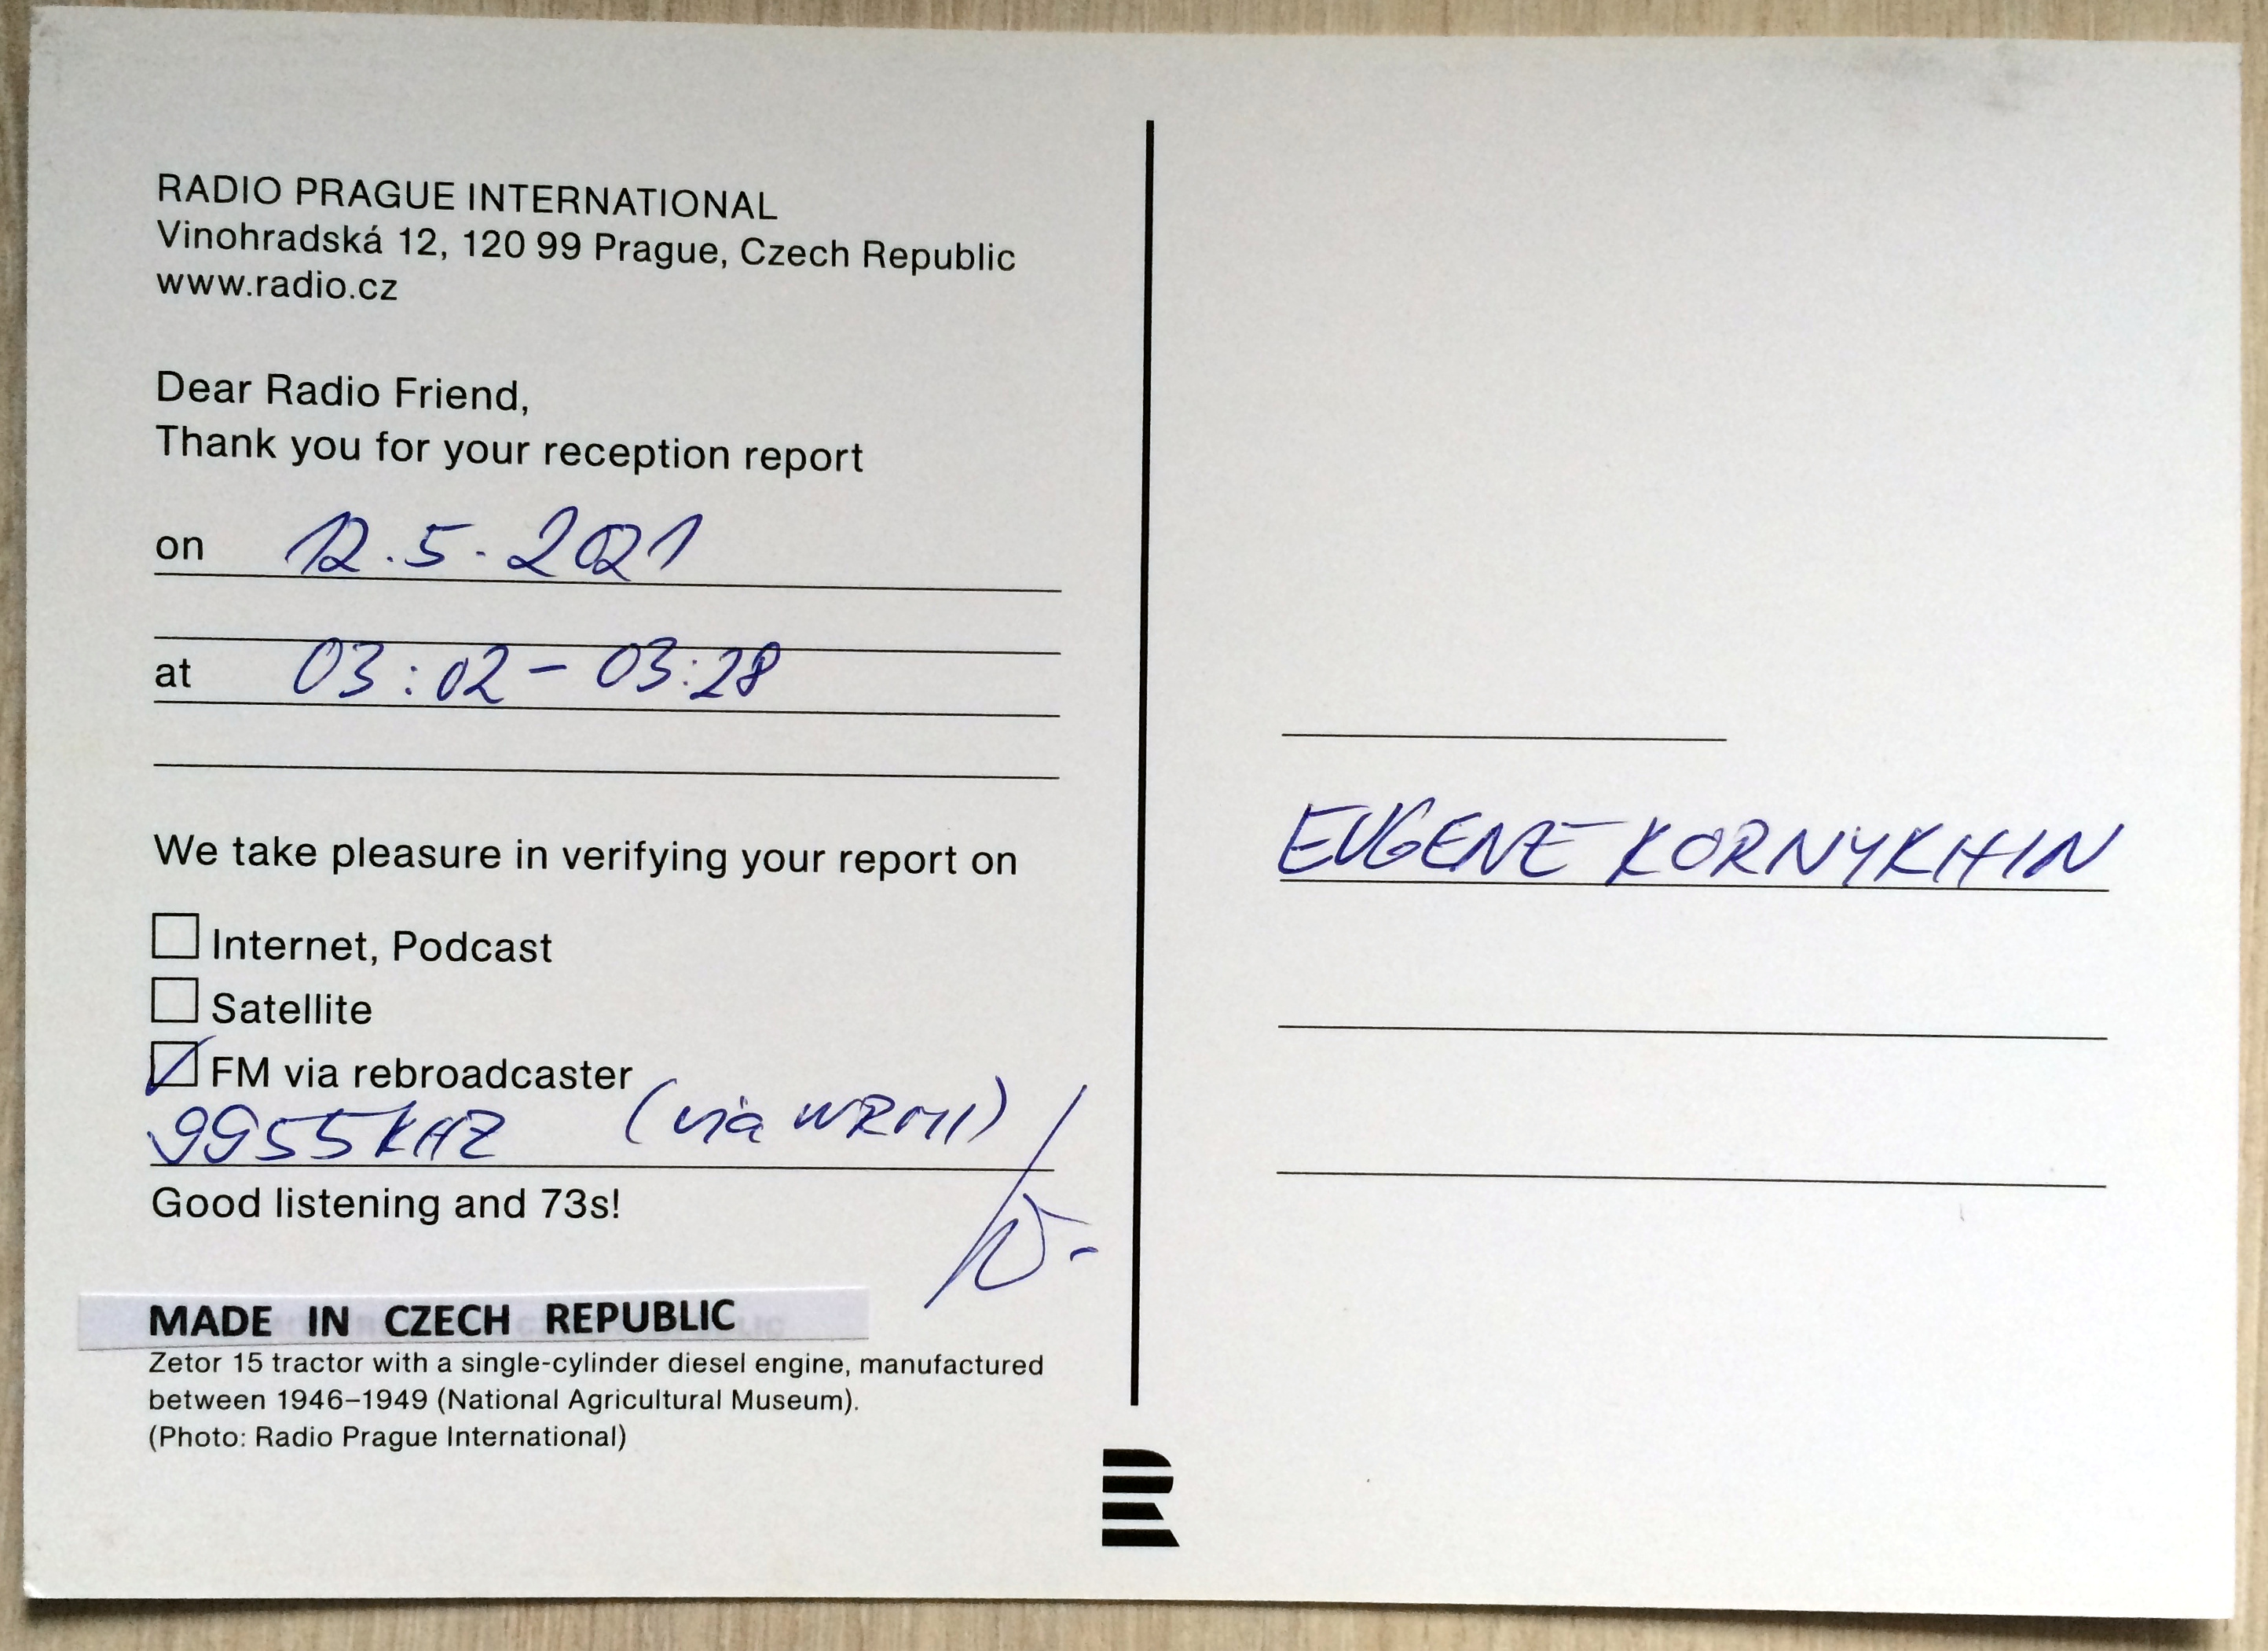 RADIO PRAGUE INTERNATIONAL
Vinohradská 12, 120 99 Prague, Czech Republic
www.radio.cz
Dear Radio Friend,
Thank you for your reception report
on 12.5.2021
at 03:02-03:28
We take pleasure in verifying your report on
Internet, Podcast
Satellite
FM via rebroadcaster
9955 KHZ (via WRMI)
Good listening and 73s!
MADE IN CZECH REPUBLIC
Zetor 15 tractor with a single-cylinder diesel engine, manufactured
between 1946–1949 (National Agricultural Museum).
(Photo: Radio Prague International)
EUGENE KORNYKHIN